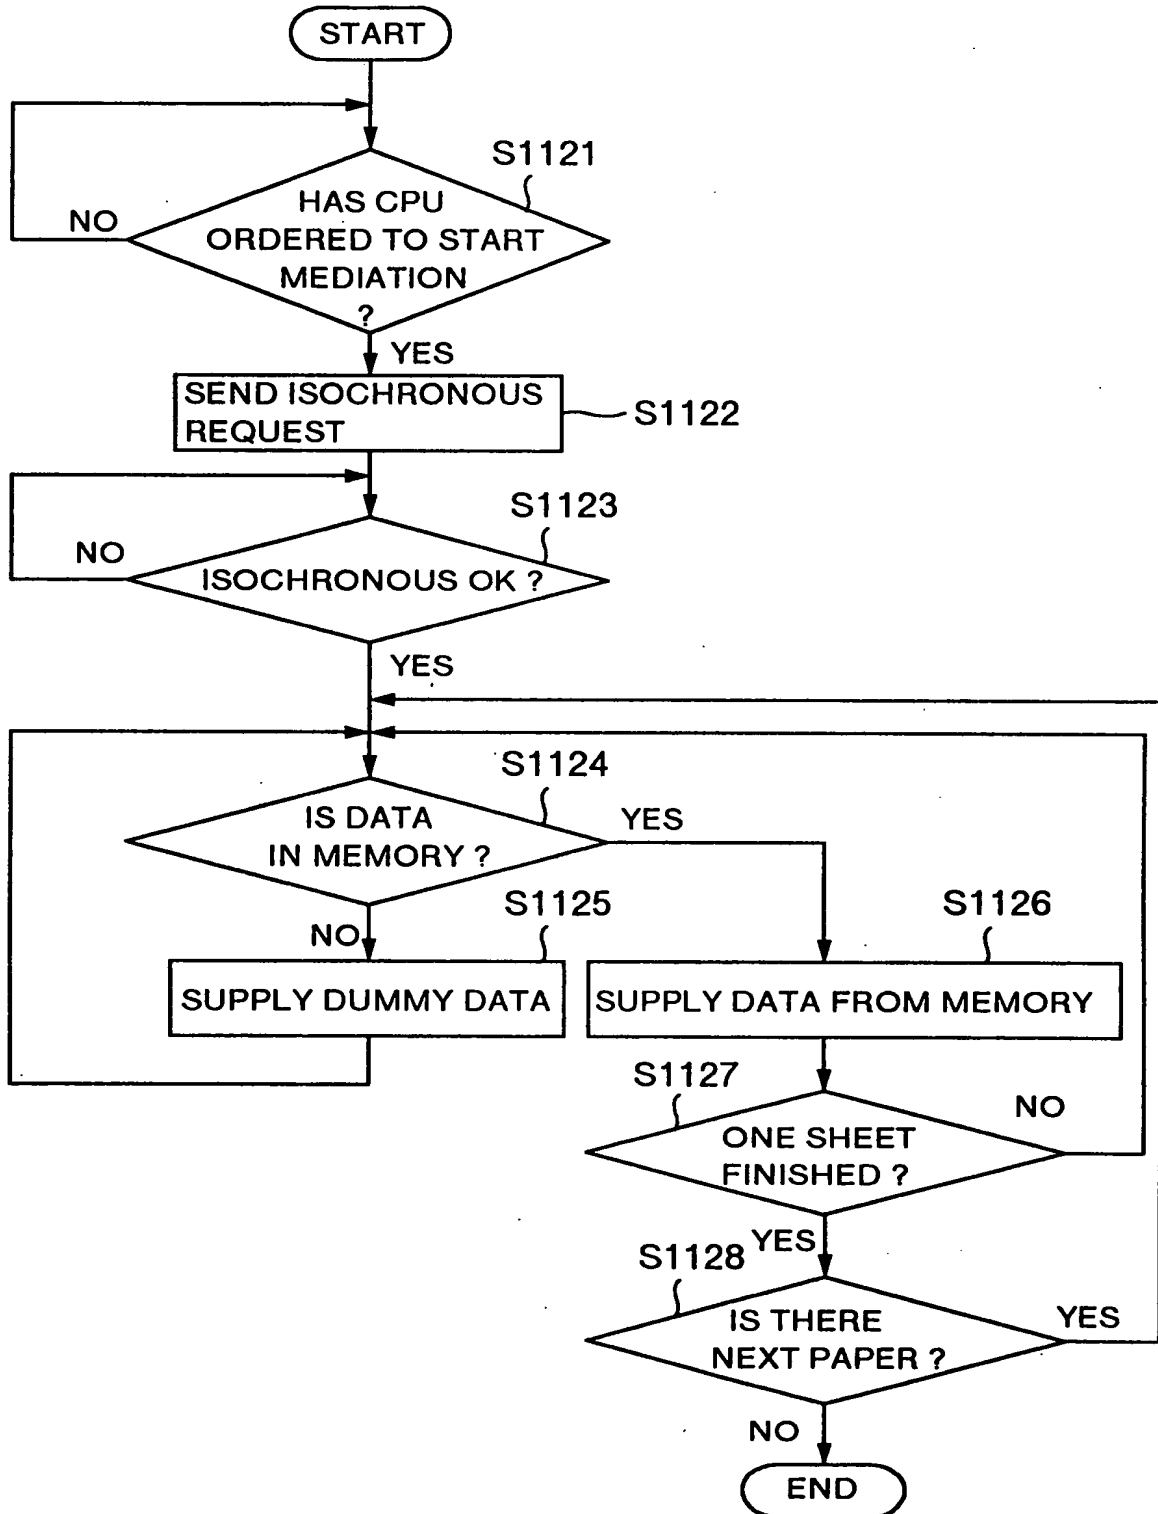 START
S1121
HAS CPU
NO
ORDERED TO START
MEDIATION
?
YES
SEND ISOCHRONOUS
REQUEST
S1122
S1123
NO
ISOCHRONOUS OK ?
YES
S1124
IS DATA
IN MEMORY ?
YES
S1125
S1126
NO
SUPPLY DUMMY DATA
SUPPLY DATA FROM MEMORY
S1127
NO
ONE SHEET
FINISHED ?
YES
S1128
IS THERE
NEXT PAPER ?
YES
NO
END